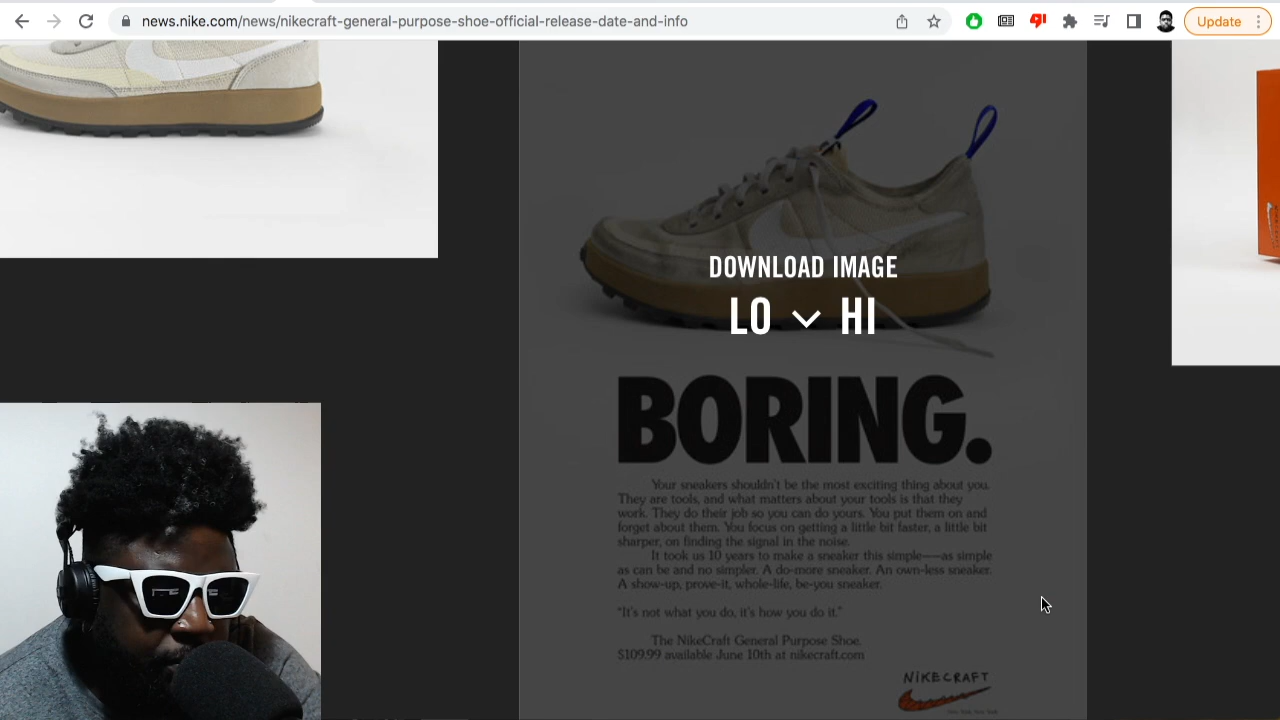 news.nike.com/news/nikecraft-general-purpose-shoe-official-release-date-and-info
Update
DOWNLOAD IMAGE
LO HI
BORING.
Your sneakers shouldn't be the most exciting thing about you.
They are tools, and what matters about your tools is that they
work. They do their job so you can do yours. You put them on and
forget about them. You focus on getting a little bit faster, a little bit
sharper, on finding the signal in the noise.
It took us 10 years to make a sneaker this simple—as simple
as can be and no simpler. A do-more sneaker. An own-less sneaker.
A show-up, prove-it, whole-life, be-you sneaker.
"It's not what you do, it's how you do it."
The NikeCraft General Purpose Shoe.
$109.99 available June 10th at nikecraft.com
NIKECRAFT